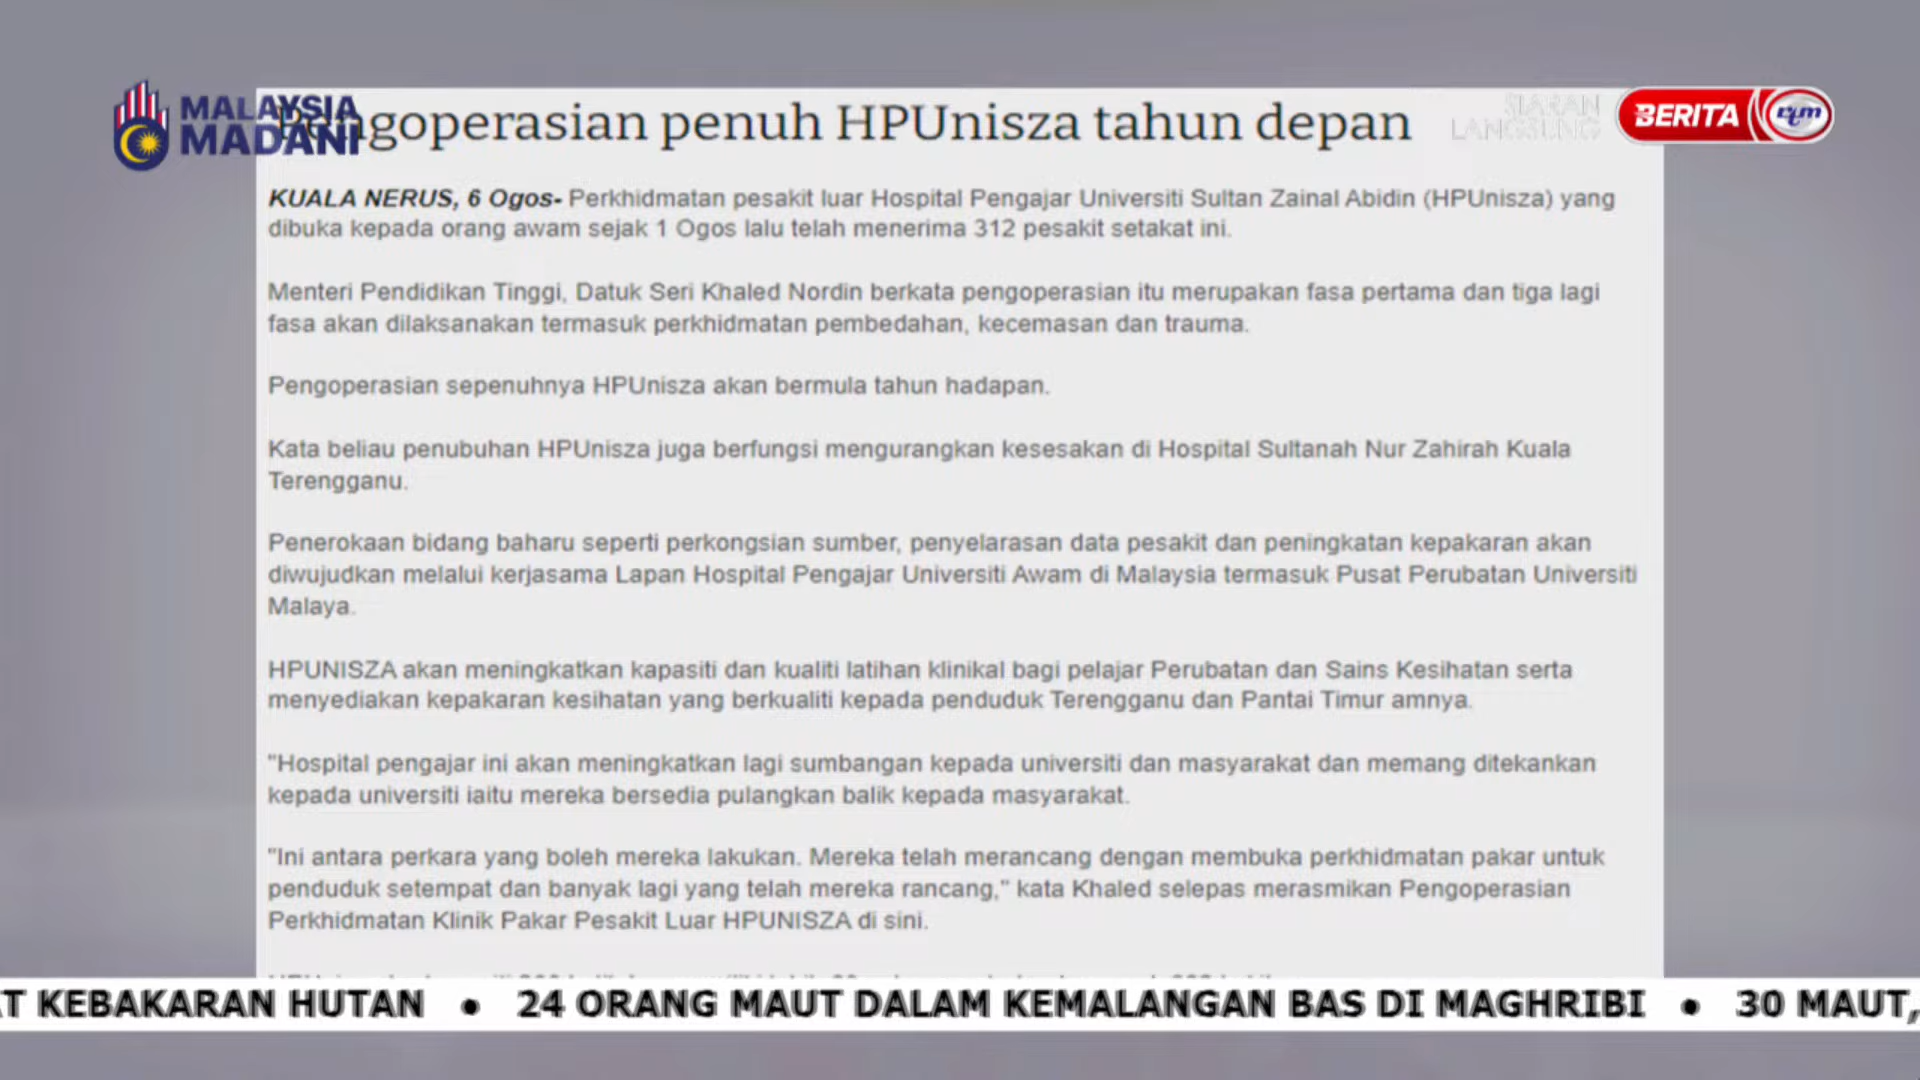 MALAYSIA
MADANI
Pengoperasian penuh HPUnisza tahun depan
SIARAN
LANGSUNG
BERITA rtm
KUALA NERUS, 6 Ogos- Perkhidmatan pesakit luar Hospital Pengajar Universiti Sultan Zainal Abidin (HPUnisza) yang
dibuka kepada orang awam sejak 1 Ogos lalu telah menerima 312 pesakit setakat ini.
Menteri Pendidikan Tinggi, Datuk Seri Khaled Nordin berkata pengoperasian itu merupakan fasa pertama dan tiga lagi
fasa akan dilaksanakan termasuk perkhidmatan pembedahan, kecemasan dan trauma.
Pengoperasian sepenuhnya HPUnisza akan bermula tahun hadapan.
Kata beliau penubuhan HPUnisza juga berfungsi mengurangkan kesesakan di Hospital Sultanah Nur Zahirah Kuala
Terengganu.
Penerokaan bidang baharu seperti perkongsian sumber, penyelarasan data pesakit dan peningkatan kepakaran akan
diwujudkan melalui kerjasama Lapan Hospital Pengajar Universiti Awam di Malaysia termasuk Pusat Perubatan Universiti
Malaya.
HPUNISZA akan meningkatkan kapasiti dan kualiti latihan klinikal bagi pelajar Perubatan dan Sains Kesihatan serta
menyediakan kepakaran kesihatan yang berkualiti kepada penduduk Terengganu dan Pantai Timur amnya.
"Hospital pengajar ini akan meningkatkan lagi sumbangan kepada universiti dan masyarakat dan memang ditekankan
kepada universiti iaitu mereka bersedia pulangkan balik kepada masyarakat.
"Ini antara perkara yang boleh mereka lakukan. Mereka telah merancang dengan membuka perkhidmatan pakar untuk
penduduk setempat dan banyak lagi yang telah mereka rancang," kata Khaled selepas merasmikan Pengoperasian
Perkhidmatan Klinik Pakar Pesakit Luar HPUNISZA di sini.
T KEBAKARAN HUTAN • 24 ORANG MAUT DALAM KEMALANGAN BAS DI MAGHRIBI • 30 MAUT,